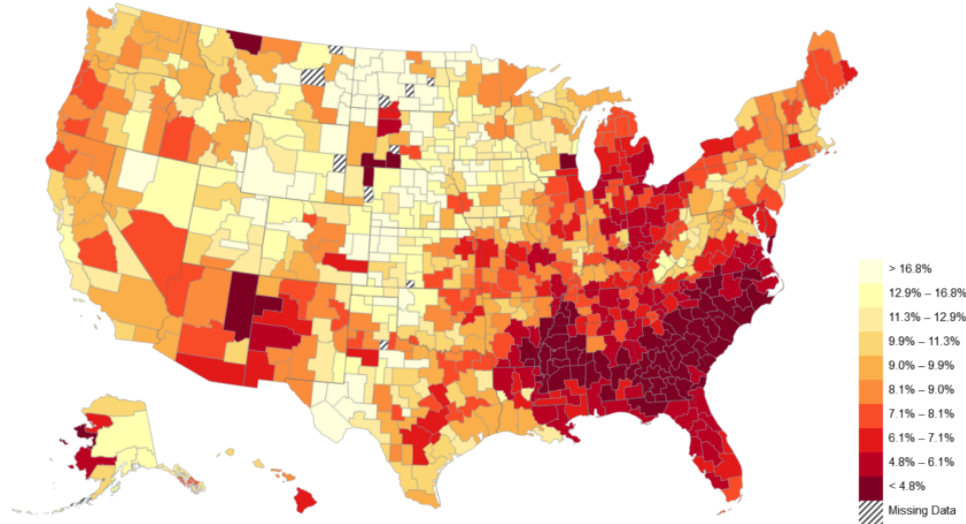 > 16.8%
12.9% – 16.8%
11.3% – 12.9%
9.9% – 11.3%
9.0% – 9.9%
8.1% – 9.0%
7.1% – 8.1%
6.1% – 7.1%
4.8% – 6.1%
< 4.8%
Missing Data